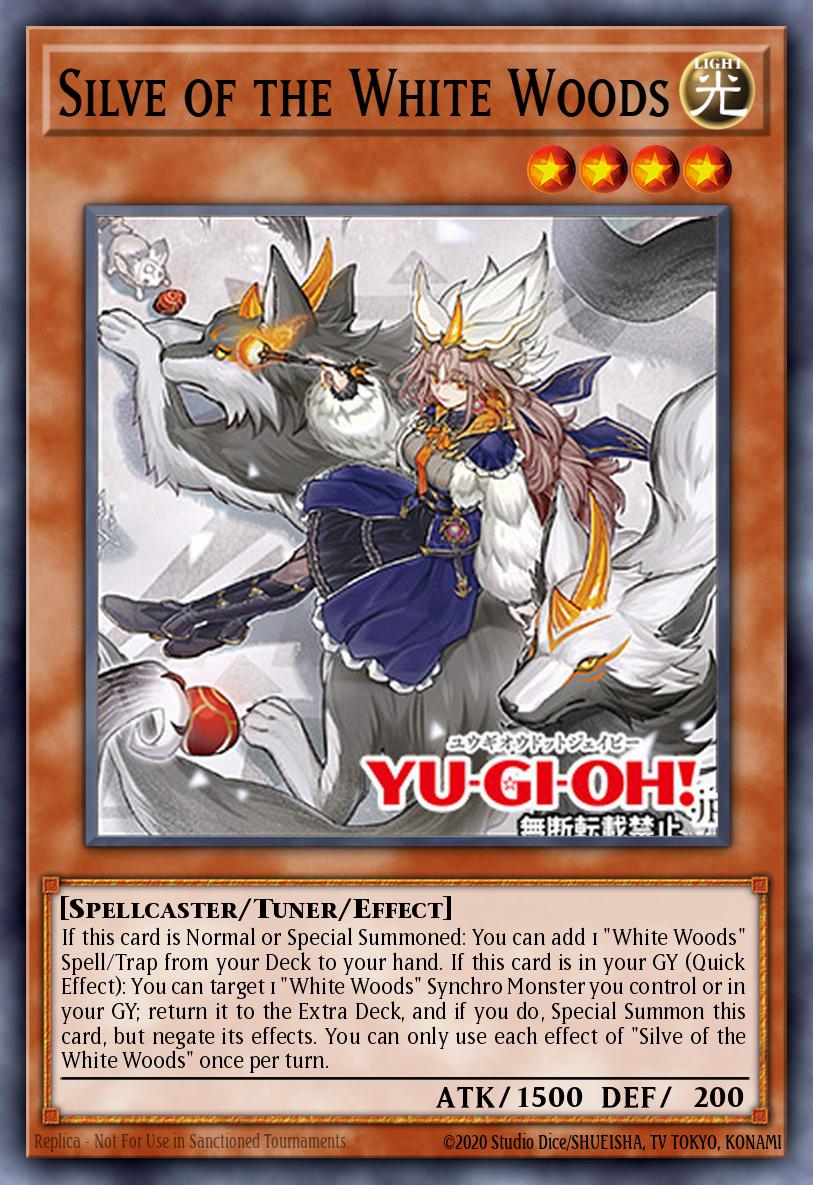 Silve of the White Woods
LIGHT
光
ユウギオウドットジェイピー
YU-GI-OH!
無断転載禁止
[Spellcaster/Tuner/Effect]
If this card is Normal or Special Summoned: You can add 1 "White Woods"
Spell/Trap from your Deck to your hand. If this card is in your GY (Quick
Effect): You can target 1 "White Woods" Synchro Monster you control or in
your GY; return it to the Extra Deck, and if you do, Special Summon this
card, but negate its effects. You can only use each effect of "Silve of the
White Woods" once per turn.
ATK/1500 DEF/ 200
Replica - Not For Use in Sanctioned Tournaments.
©2020 Studio Dice/SHUEISHA, TV TOKYO, KONAMI